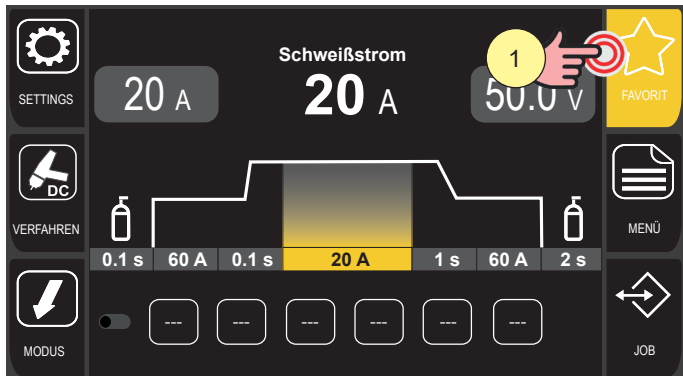 SETTINGS
20 A
Schweißstrom
20 A
1
50.0 V
FAVORIT
DC
VERFAHREN
MENÜ
0.1 s 60 A 0.1 s 20 A 1 s 60 A 2 s
--- --- --- --- --- ---
MODUS
JOB